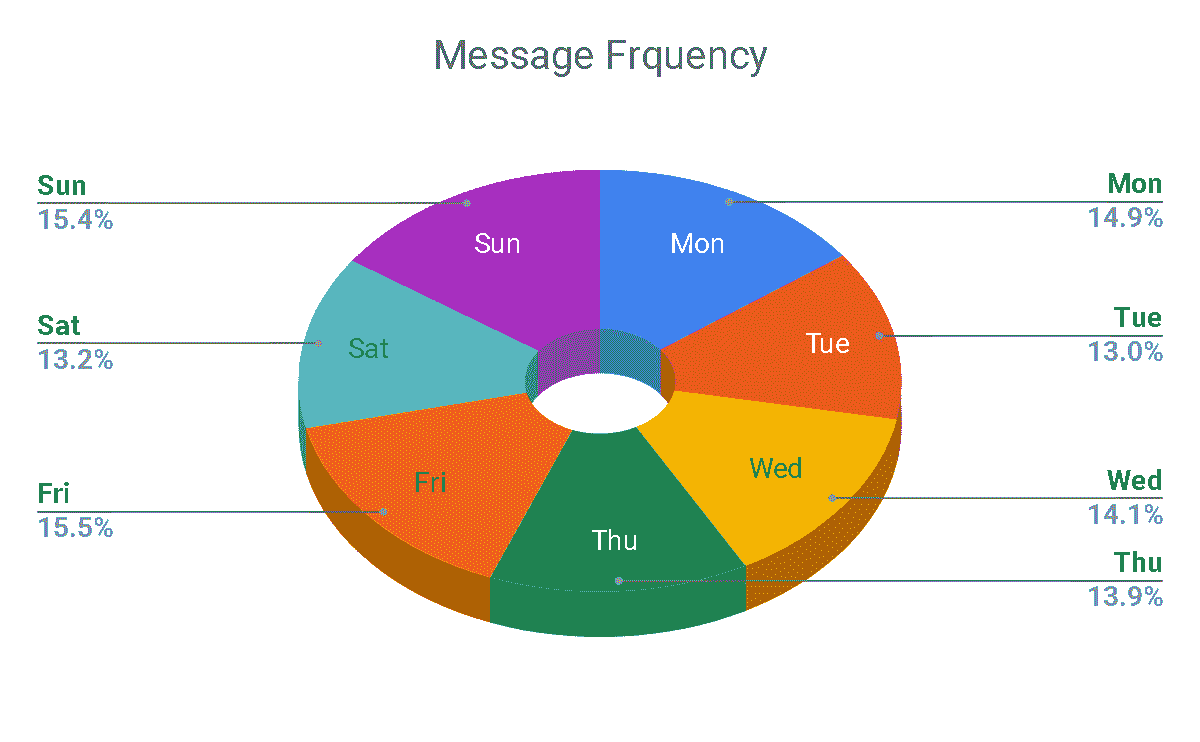 Message Frquency
Sun
15.4%
Mon
14.9%
Sun
Mon
Sat
13.2%
Tue
13.0%
Sat
Tue
Fri
15.5%
Wed
14.1%
Fri
Wed
Thu
Thu
13.9%